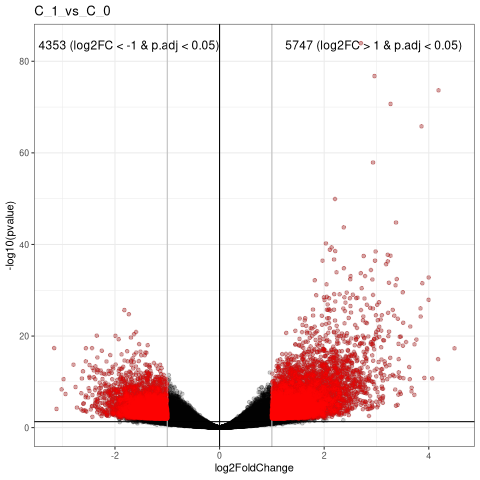 C_1_vs_C_0
4353 (log2FC < -1 & p.adj < 0.05)
5747 (log2FC > 1 & p.adj < 0.05)
80
60
40
20
0
-log10(pvalue)
-2
0
2
4
log2FoldChange